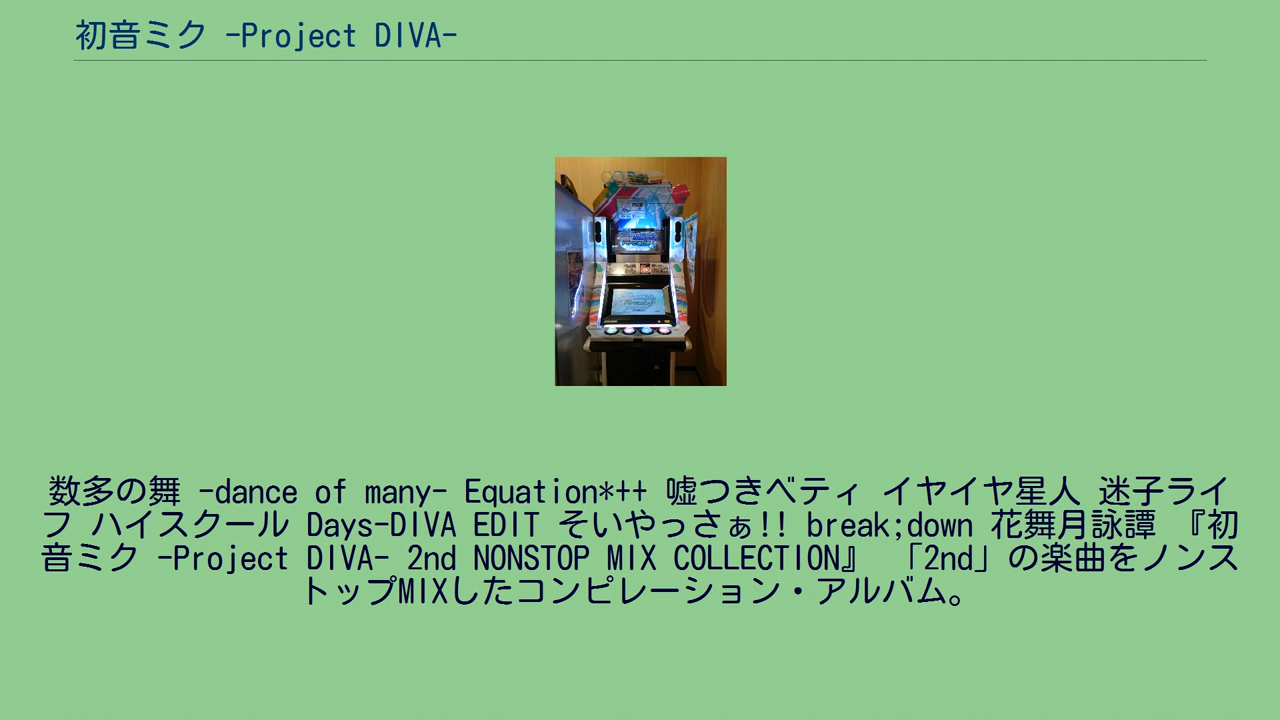 初音ミク -Project DIVA-
数多の舞 -dance of many- Equation*++ 嘘つきベティ イヤイヤ星人 迷子ライ
フ ハイスクール Days-DIVA EDIT そいやっさぁ!! break;down 花舞月詠譚 『初
音ミク -Project DIVA- 2nd NONSTOP MIX COLLECTION』 「2nd」の楽曲をノンス
トップMIXしたコンピレーション・アルバム。